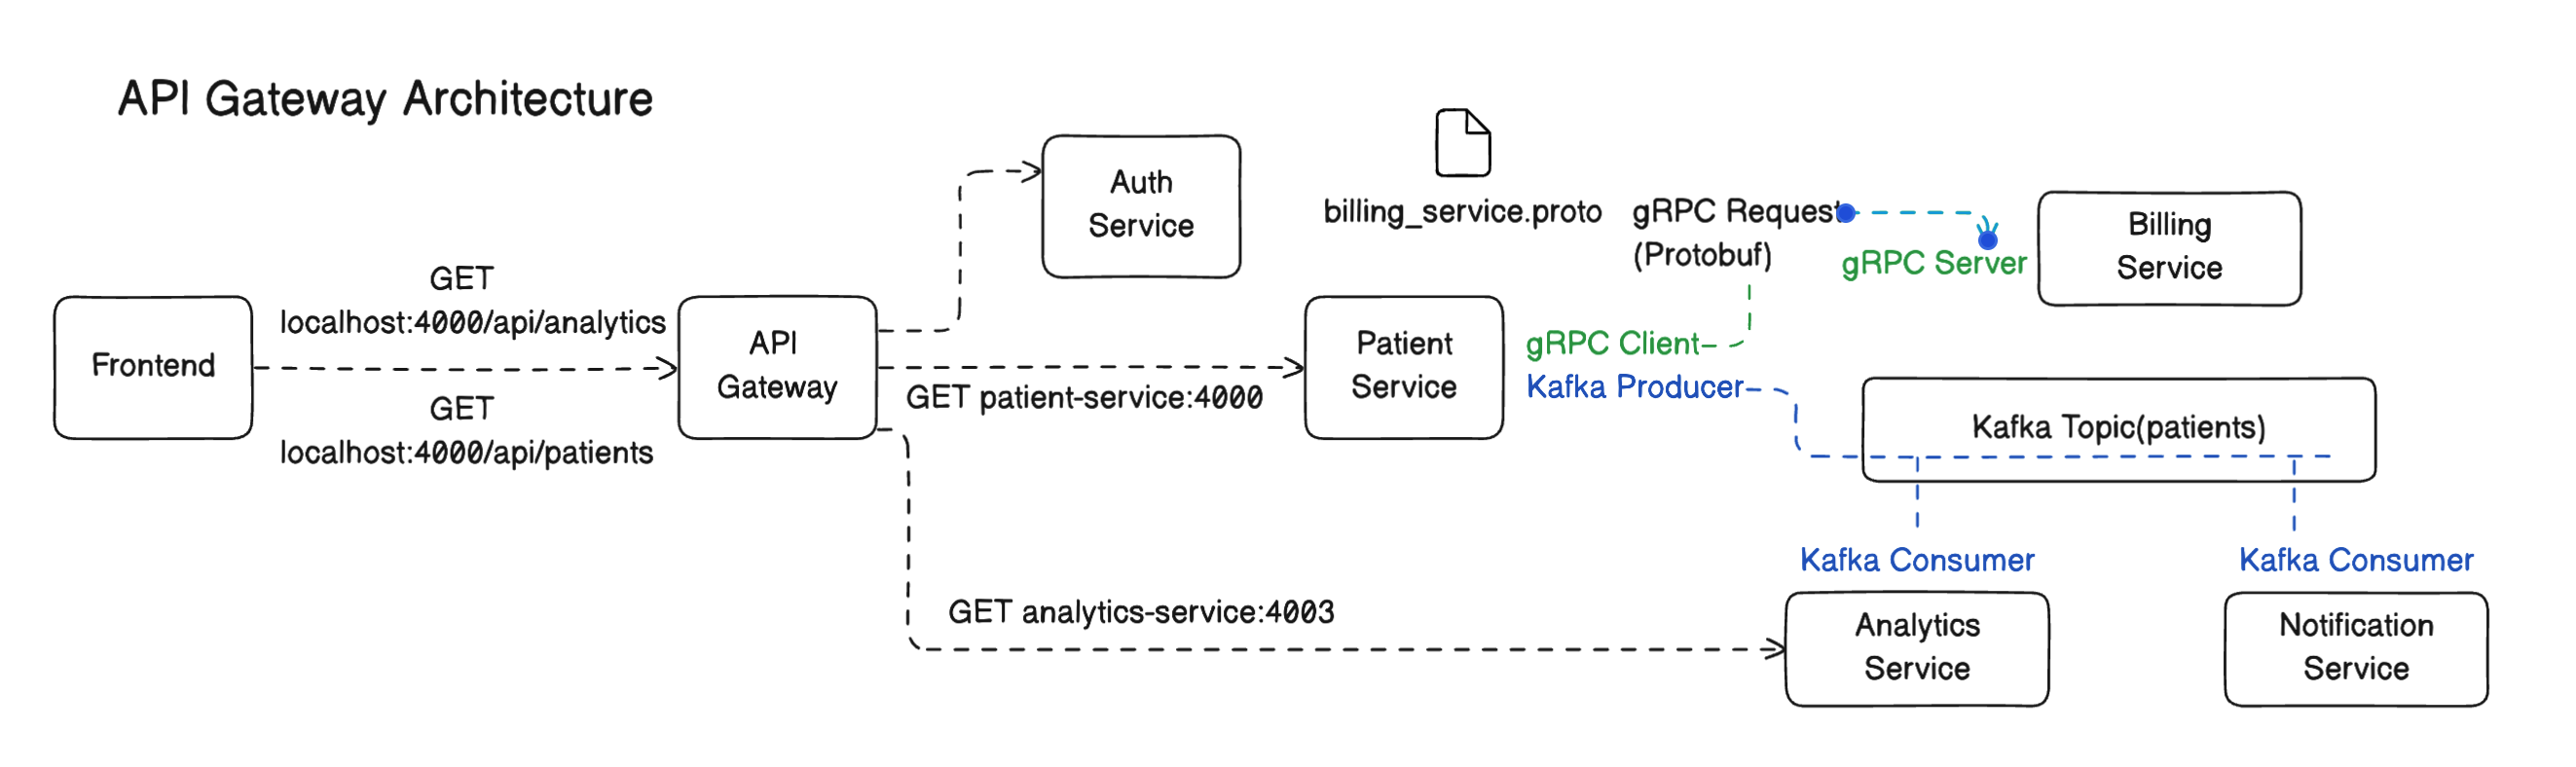 API Gateway Architecture
Frontend
GET
localhost:4000/api/analytics
GET
localhost:4000/api/patients
API
Gateway
Auth
Service
GET patient-service:4000
Patient
Service
billing_service.proto
gRPC Request
(Protobuf)
gRPC Server
Billing
Service
gRPC Client
Kafka Producer
Kafka Topic(patients)
GET analytics-service:4003
Kafka Consumer
Analytics
Service
Kafka Consumer
Notification
Service